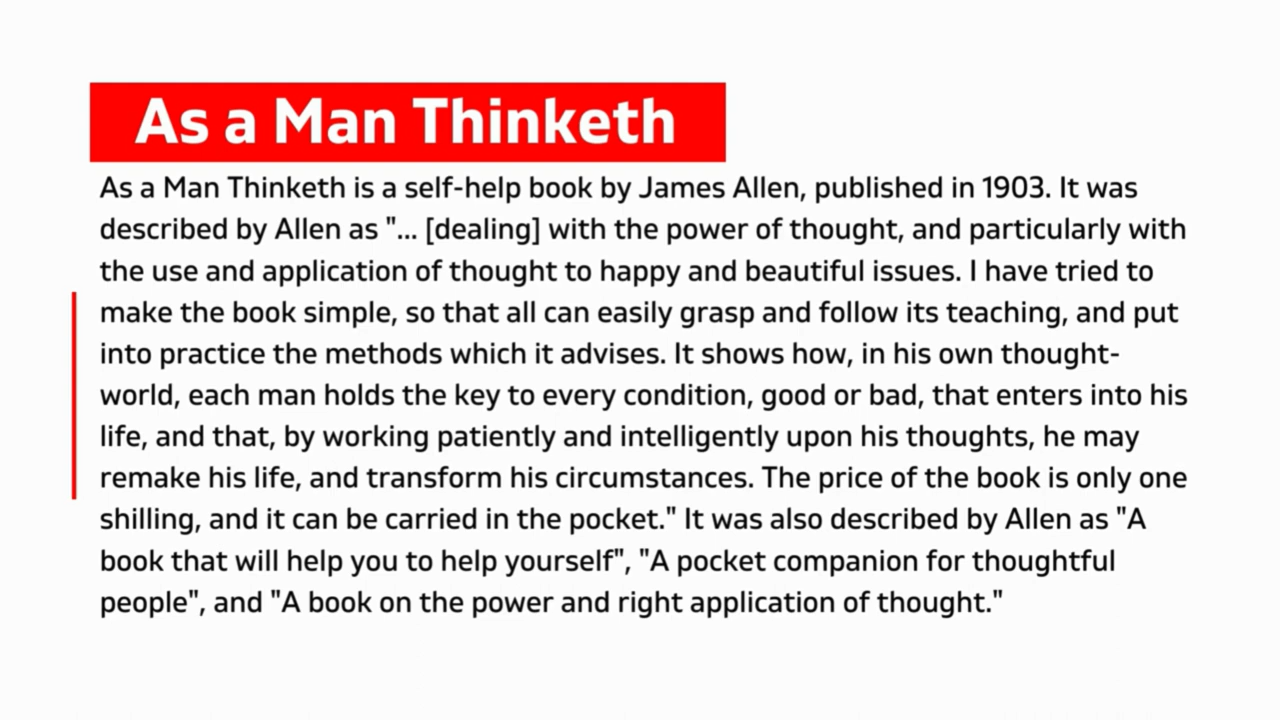 As a Man Thinketh
As a Man Thinketh is a self-help book by James Allen, published in 1903. It was
described by Allen as "... [dealing] with the power of thought, and particularly with
the use and application of thought to happy and beautiful issues. I have tried to
make the book simple, so that all can easily grasp and follow its teaching, and put
into practice the methods which it advises. It shows how, in his own thought-
world, each man holds the key to every condition, good or bad, that enters into his
life, and that, by working patiently and intelligently upon his thoughts, he may
remake his life, and transform his circumstances. The price of the book is only one
shilling, and it can be carried in the pocket." It was also described by Allen as "A
book that will help you to help yourself", "A pocket companion for thoughtful
people", and "A book on the power and right application of thought."